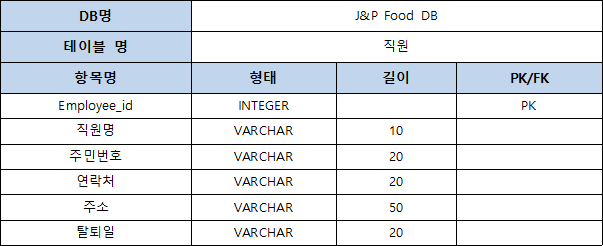 DB명 J&P Food DB
테이블 명 직원
항목명 형태 길이 PK/FK
Employee_id INTEGER PK
직원명 VARCHAR 10
주민번호 VARCHAR 20
연락처 VARCHAR 20
주소 VARCHAR 50
탈퇴일 VARCHAR 20